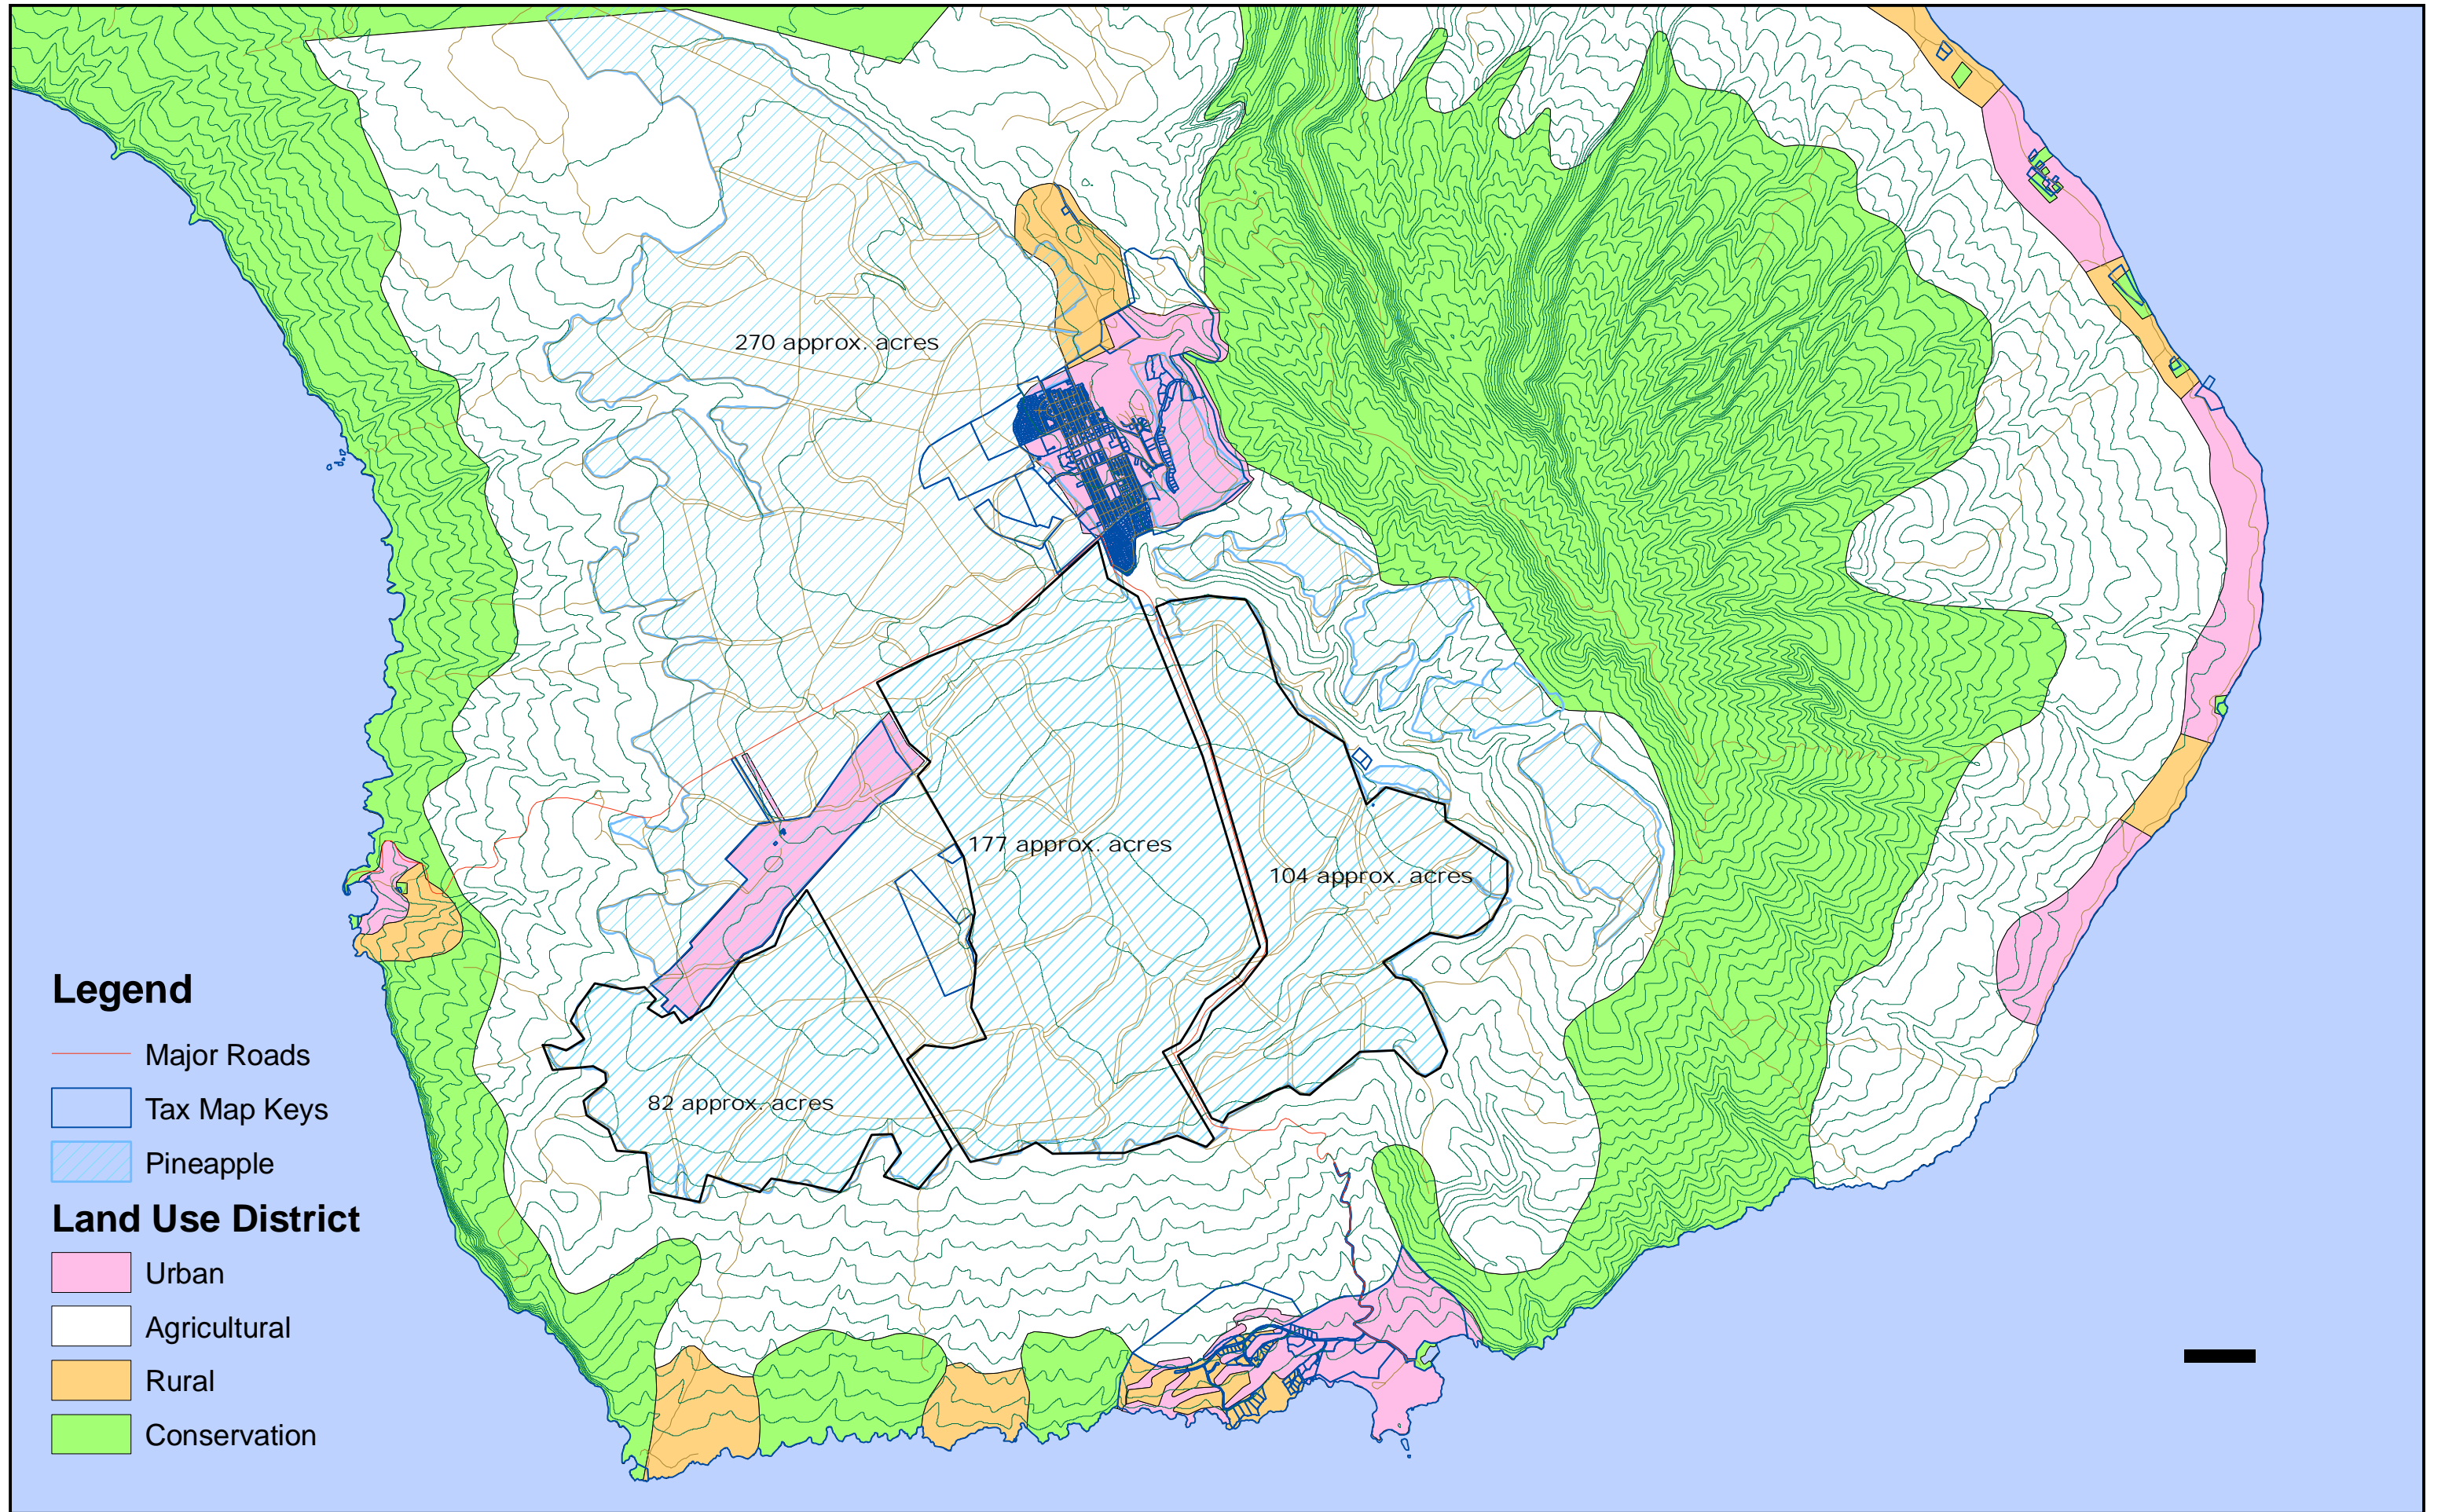 270 approx. acres
177 approx. acres
104 approx. acres
82 approx. acres
Legend
Major Roads
Tax Map Keys
Pineapple
Land Use District
Urban
Agricultural
Rural
Conservation